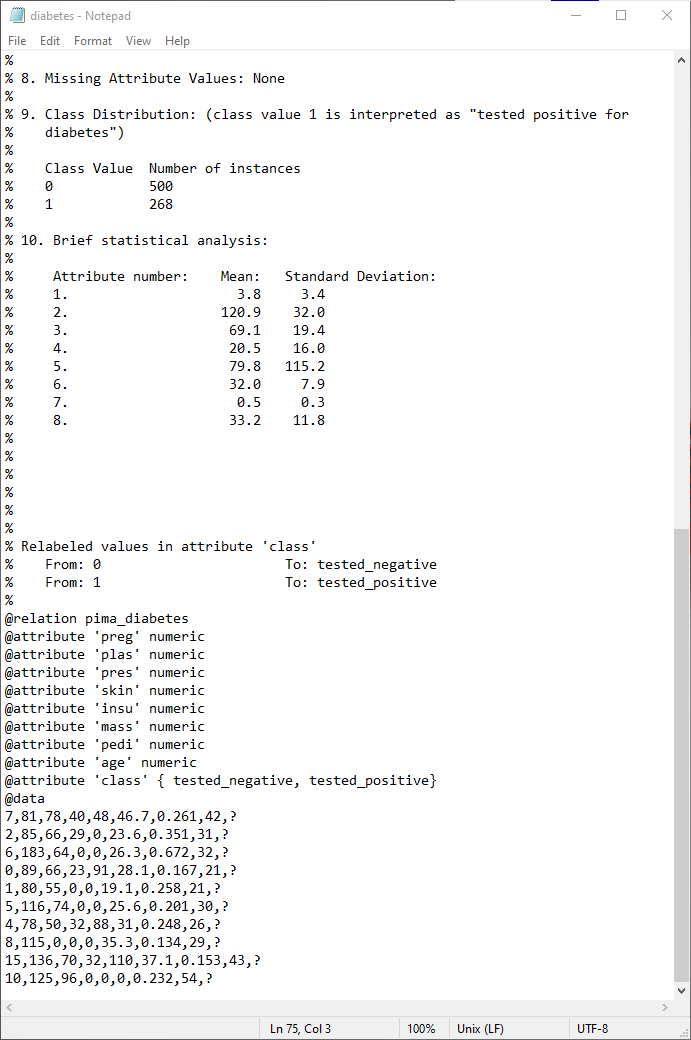 diabetes - Notepad
File Edit Format View Help
%
% 8. Missing Attribute Values: None
%
% 9. Class Distribution: (class value 1 is interpreted as "tested positive for
%    diabetes")
%
%    Class Value  Number of instances
%    0            500
%    1            268
%
% 10. Brief statistical analysis:
%
%     Attribute number:    Mean:   Standard Deviation:
%     1.                     3.8     3.4
%     2.                   120.9    32.0
%     3.                    69.1    19.4
%     4.                    20.5    16.0
%     5.                    79.8   115.2
%     6.                    32.0     7.9
%     7.                     0.5     0.3
%     8.                    33.2    11.8
%
%
%
%
%
%
% Relabeled values in attribute 'class'
%    From: 0                       To: tested_negative
%    From: 1                       To: tested_positive
%
@relation pima_diabetes
@attribute 'preg' numeric
@attribute 'plas' numeric
@attribute 'pres' numeric
@attribute 'skin' numeric
@attribute 'insu' numeric
@attribute 'mass' numeric
@attribute 'pedi' numeric
@attribute 'age' numeric
@attribute 'class' { tested_negative, tested_positive}
@data
7,81,78,40,48,46.7,0.261,42,?
2,85,66,29,0,23.6,0.351,31,?
6,183,64,0,0,26.3,0.672,32,?
0,89,66,23,91,28.1,0.167,21,?
1,80,55,0,0,19.1,0.258,21,?
5,116,74,0,0,25.6,0.201,30,?
4,78,50,32,88,31,0.248,26,?
8,115,0,0,0,35.3,0.134,29,?
15,136,70,32,110,37.1,0.153,43,?
10,125,96,0,0,0,0.232,54,?
Ln 75, Col 3 100% Unix (LF) UTF-8